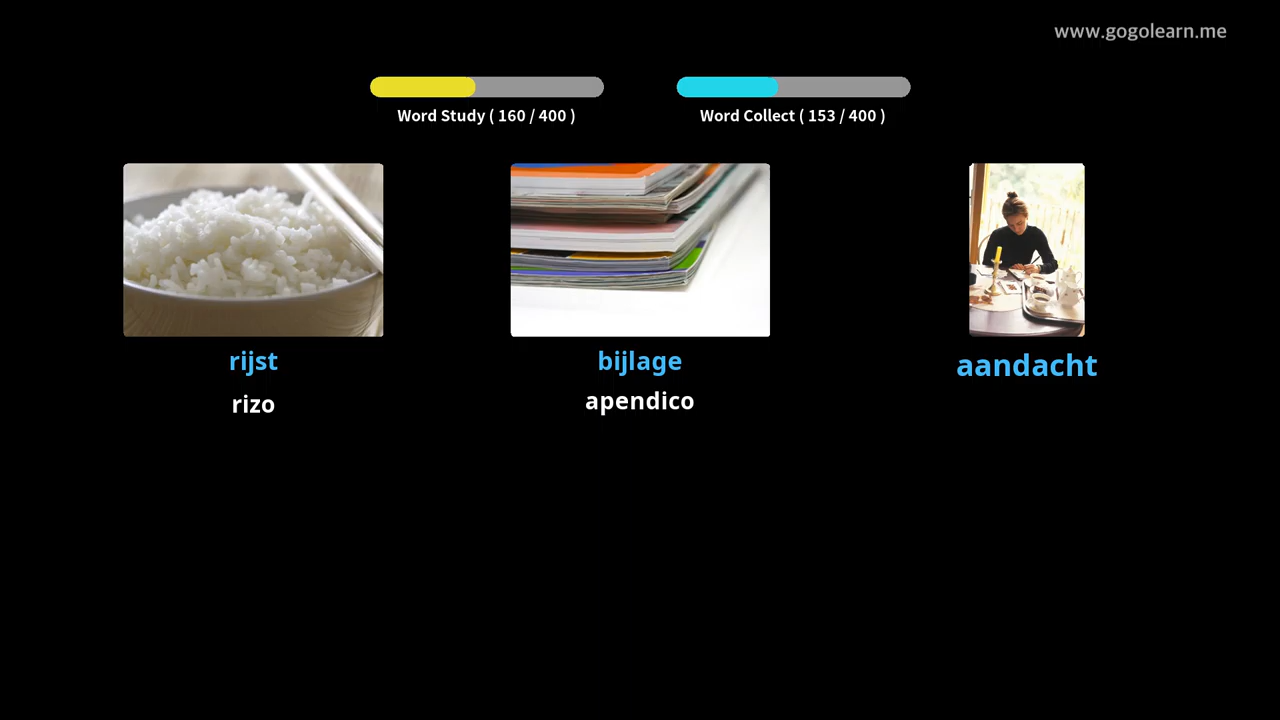 www.gogolearn.me
Word Study ( 160 / 400 )
Word Collect ( 153 / 400 )
rijst
bijlage
aandacht
rizo
apendico